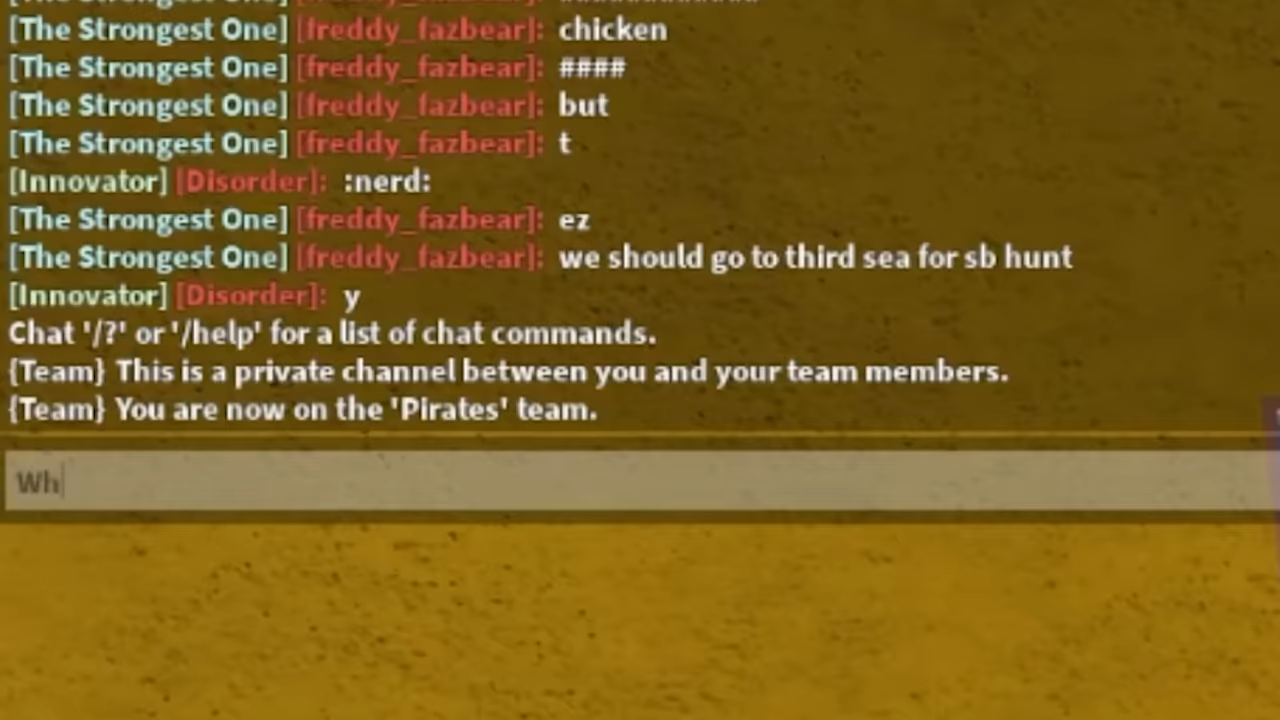 [The Strongest One] [freddy_fazbear]: chicken
[The Strongest One] [freddy_fazbear]: ####
[The Strongest One] [freddy_fazbear]: but
[The Strongest One] [freddy_fazbear]: t
[Innovator] [Disorder]: :nerd:
[The Strongest One] [freddy_fazbear]: ez
[The Strongest One] [freddy_fazbear]: we should go to third sea for sb hunt
[Innovator] [Disorder]: y
Chat '/?' or '/help' for a list of chat commands.
{Team} This is a private channel between you and your team members.
{Team} You are now on the 'Pirates' team.
Wh